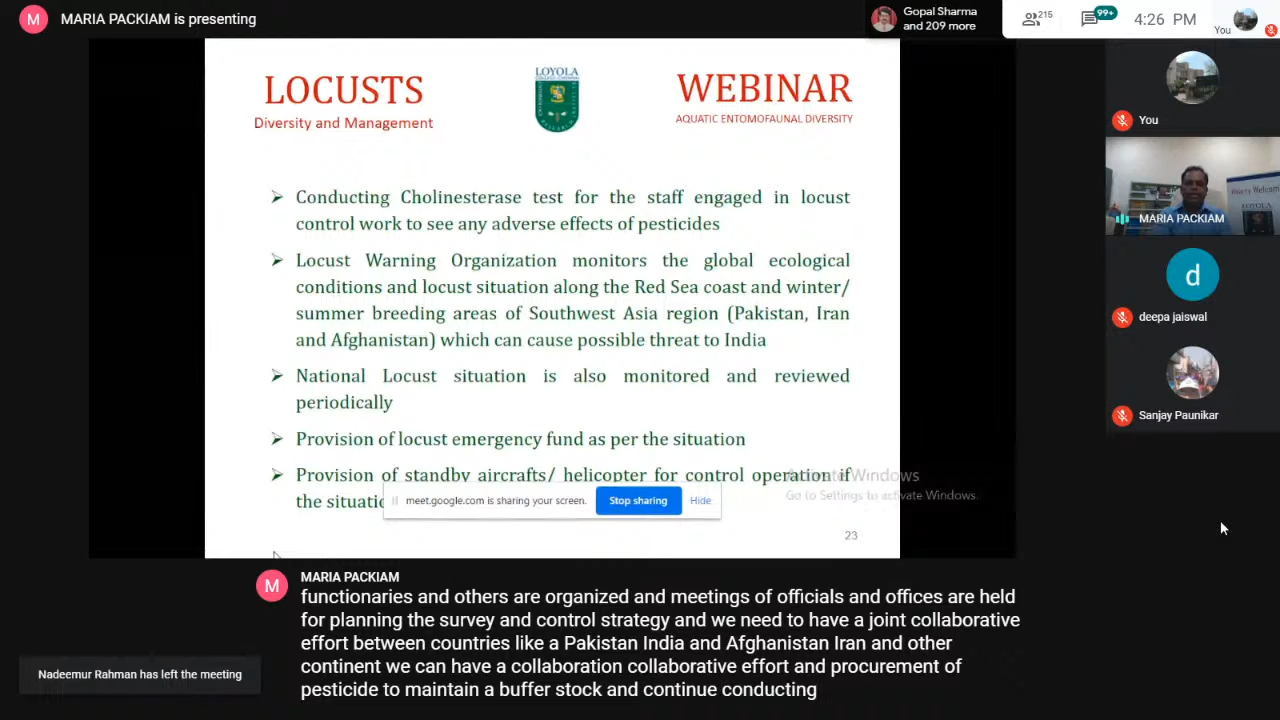 M MARIA PACKIAM is presenting
Gopal Sharma
and 209 more
215
99+
4:26 PM
You
LOCUSTS
Diversity and Management
LOYOLA
WEBINAR
AQUATIC ENTOMOFAUNAL DIVERSITY
➢ Conducting Cholinesterase test for the staff engaged in locust
control work to see any adverse effects of pesticides
➢ Locust Warning Organization monitors the global ecological
conditions and locust situation along the Red Sea coast and winter/
summer breeding areas of Southwest Asia region (Pakistan, Iran
and Afghanistan) which can cause possible threat to India
➢ National Locust situation is also monitored and reviewed
periodically
➢ Provision of locust emergency fund as per the situation
➢ Provision of standby aircrafts/ helicopter for control operation if
the situatio
meet.google.com is sharing your screen. Stop sharing Hide
Activate Windows
Go to Settings to activate Windows.
23
You
MARIA PACKIAM
d
deepa jaiswal
Sanjay Paunikar
M MARIA PACKIAM
functionaries and others are organized and meetings of officials and offices are held
for planning the survey and control strategy and we need to have a joint collaborative
effort between countries like a Pakistan India and Afghanistan Iran and other
continent we can have a collaboration collaborative effort and procurement of
pesticide to maintain a buffer stock and continue conducting
Nadeemur Rahman has left the meeting